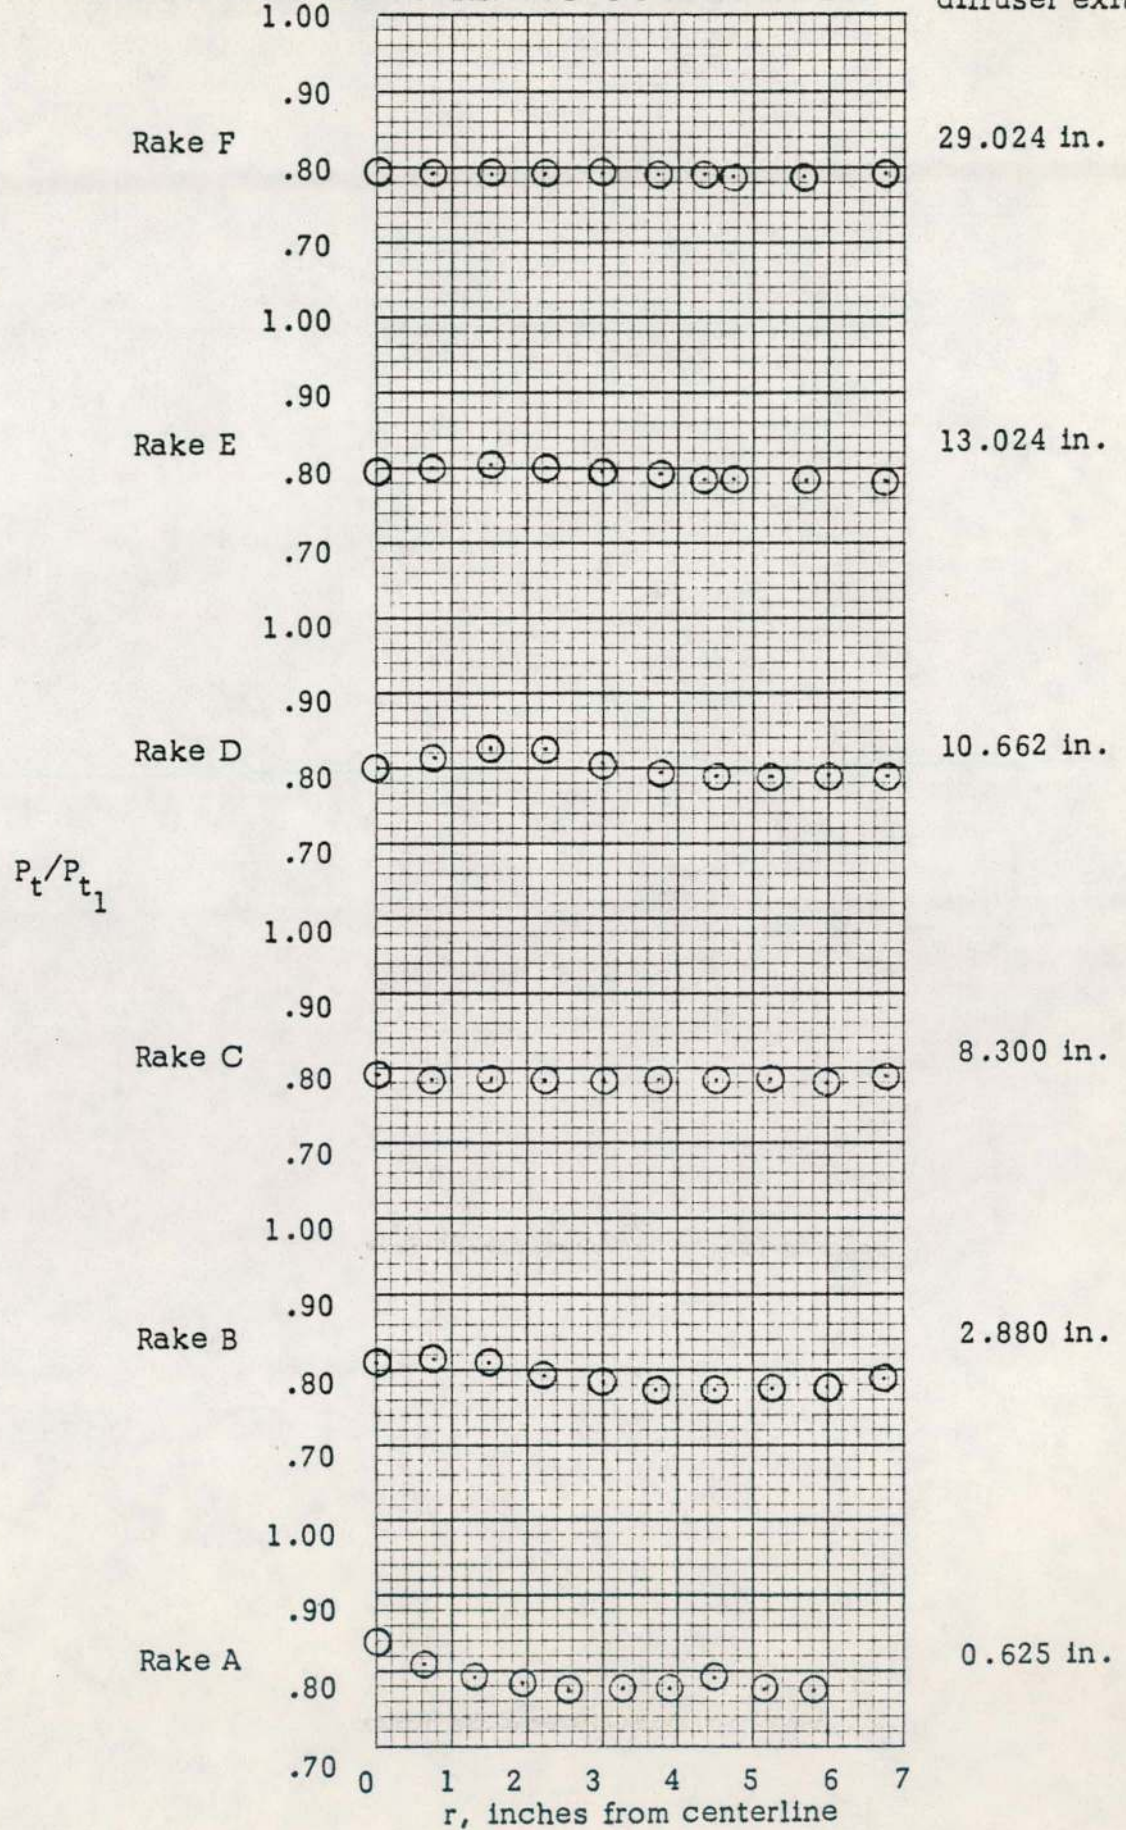 diffuser exit
1.00
.90
Rake F
.80
29.024 in.
.70
1.00
.90
Rake E
.80
13.024 in.
.70
1.00
.90
Rake D
.80
10.662 in.
.70
Pt/Pt1
1.00
.90
Rake C
.80
8.300 in.
.70
1.00
.90
Rake B
.80
2.880 in.
.70
1.00
.90
Rake A
.80
0.625 in.
.70
0 1 2 3 4 5 6 7
r, inches from centerline